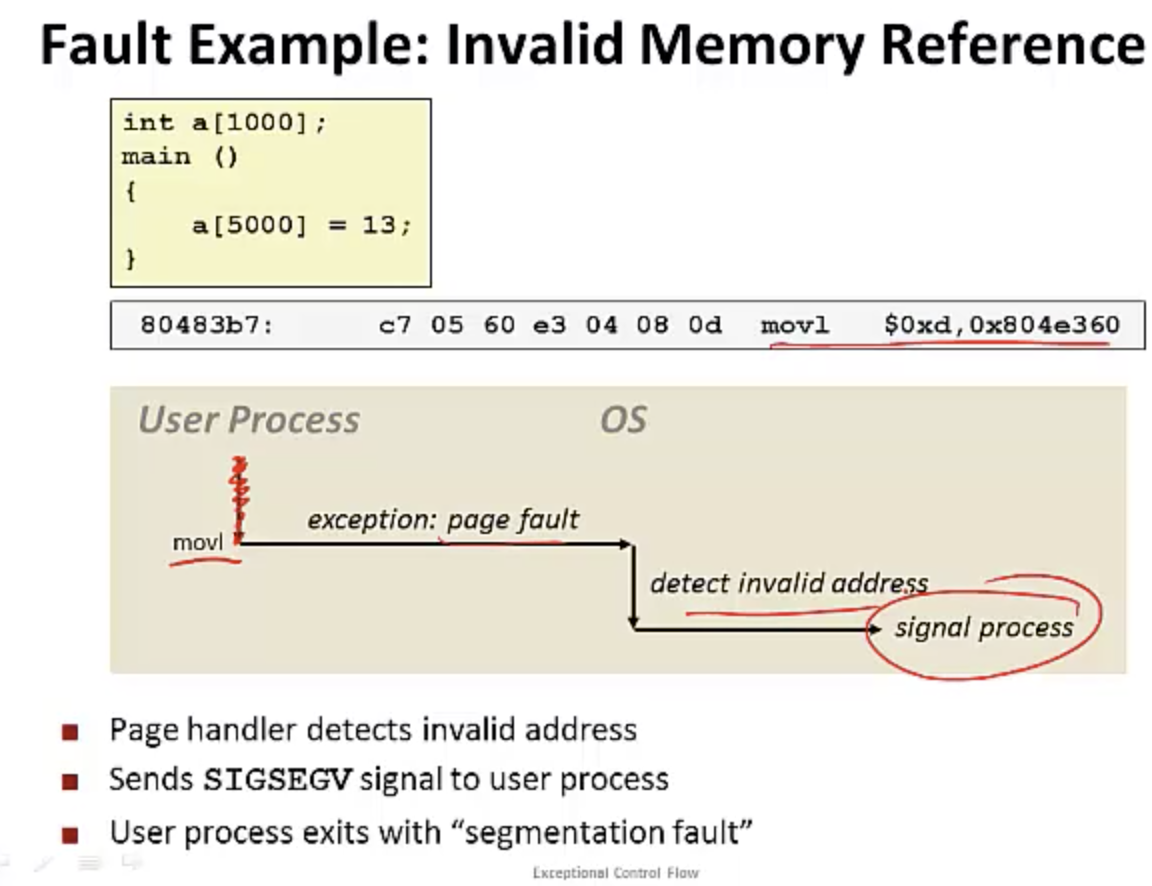 Fault Example: Invalid Memory Reference
int a[1000];
main ()
{
a[5000] = 13;
}
80483b7: c7 05 60 e3 04 08 0d movl $0xd,0x804e360
User Process OS
exception: page fault
movl
detect invalid address
signal process
Page handler detects invalid address
Sends SIGSEGV signal to user process
User process exits with “segmentation fault”
Exceptional Control Flow